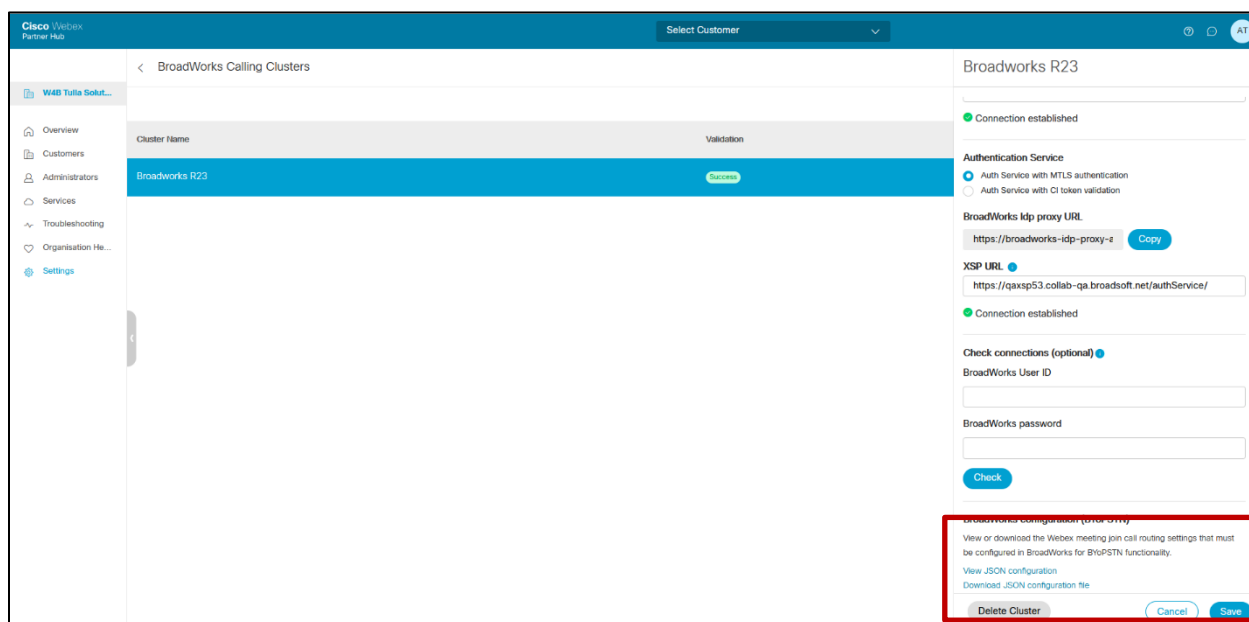 Cisco Webex
Partner Hub
Select Customer
AT
W4B Tulla Solut...
Overview
Customers
Administrators
Services
Troubleshooting
Organisation He...
Settings
BroadWorks Calling Clusters
Cluster Name
Validation
Broadworks R23
Success
Broadworks R23
Connection established
Authentication Service
Auth Service with MTLS authentication
Auth Service with CI token validation
BroadWorks Idp proxy URL
https://broadworks-idp-proxy-a
Copy
XSP URL
https://qaxsp53.collab-qa.broadsoft.net/authService/
Connection established
Check connections (optional)
BroadWorks User ID
BroadWorks password
Check
BroadWorks configuration (BYoPSTN)
View or download the Webex meeting join call routing settings that must
be configured in BroadWorks for BYoPSTN functionality.
View JSON configuration
Download JSON configuration file
Delete Cluster
Cancel
Save